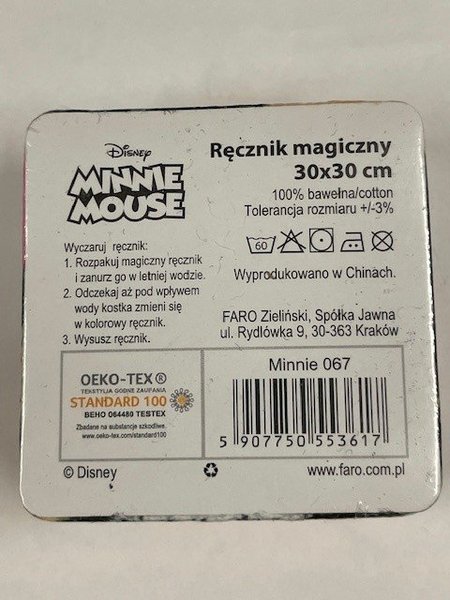 Disney
MINNIE
MOUSE
Ręcznik magiczny
30x30 cm
100% bawełna/cotton
Tolerancja rozmiaru +/-3%
60
Wyprodukowano w Chinach.
FARO Zieliński, Spółka Jawna
ul. Rydlówka 9, 30-363 Kraków
Wyczaruj ręcznik:
1. Rozpakuj magiczny ręcznik
i zanurz go w letniej wodzie.
2. Odczekaj aż pod wpływem
wody kostka zmieni się
w kolorowy ręcznik.
3. Wysusz ręcznik.
OEKO-TEX®
TEKSTYLIA GODNE ZAUFANIA
STANDARD 100
BEHO 064489 TESTEX
Zbadane na substancje szkodliwe.
www.oeko-tex.com/standard100
Minnie 067
5 907750 553617
© Disney
www.faro.com.pl